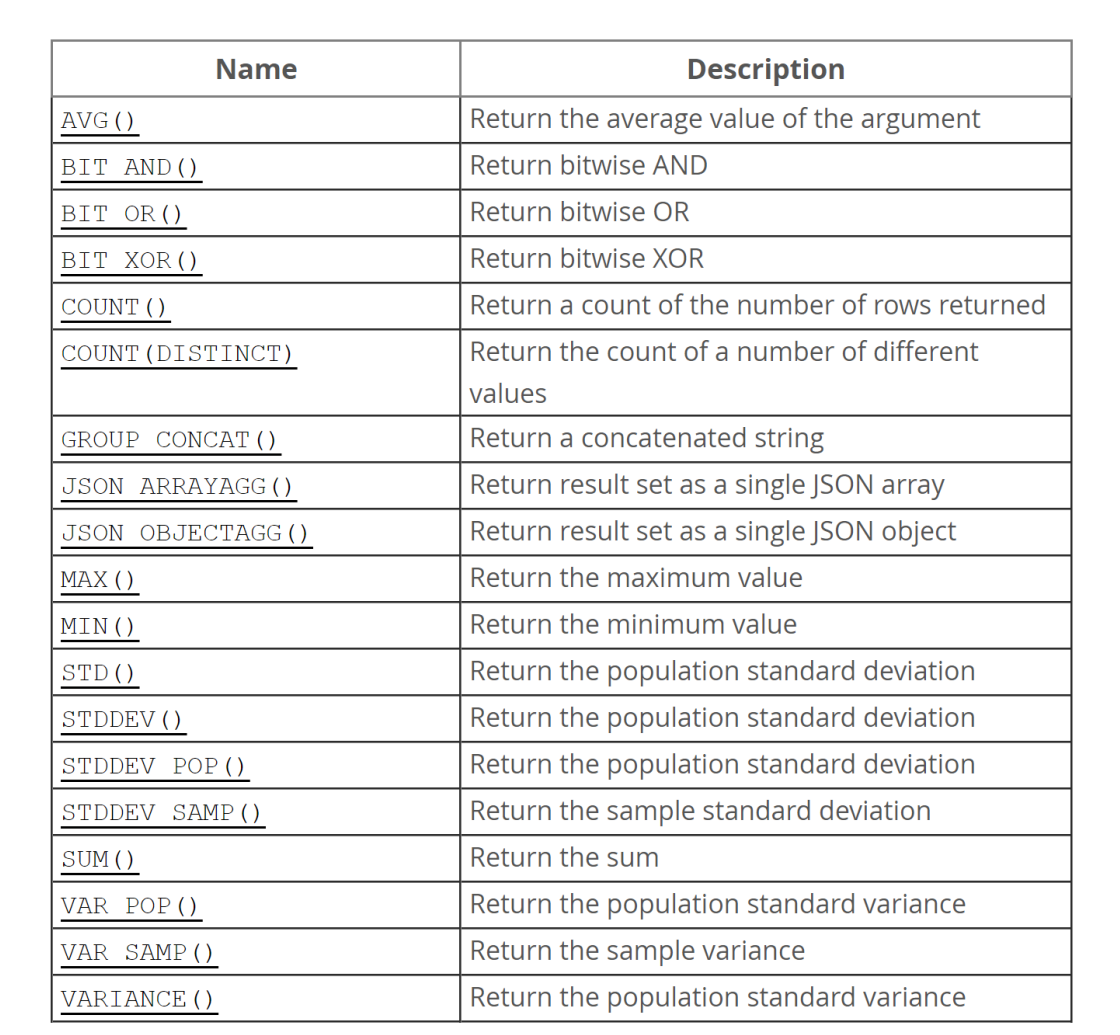 Name Description
AVG() Return the average value of the argument
BIT_AND() Return bitwise AND
BIT_OR() Return bitwise OR
BIT_XOR() Return bitwise XOR
COUNT() Return a count of the number of rows returned
COUNT(DISTINCT) Return the count of a number of different
values
GROUP_CONCAT() Return a concatenated string
JSON_ARRAYAGG() Return result set as a single JSON array
JSON_OBJECTAGG() Return result set as a single JSON object
MAX() Return the maximum value
MIN() Return the minimum value
STD() Return the population standard deviation
STDDEV() Return the population standard deviation
STDDEV_POP() Return the population standard deviation
STDDEV_SAMP() Return the sample standard deviation
SUM() Return the sum
VAR_POP() Return the population standard variance
VAR_SAMP() Return the sample variance
VARIANCE() Return the population standard variance